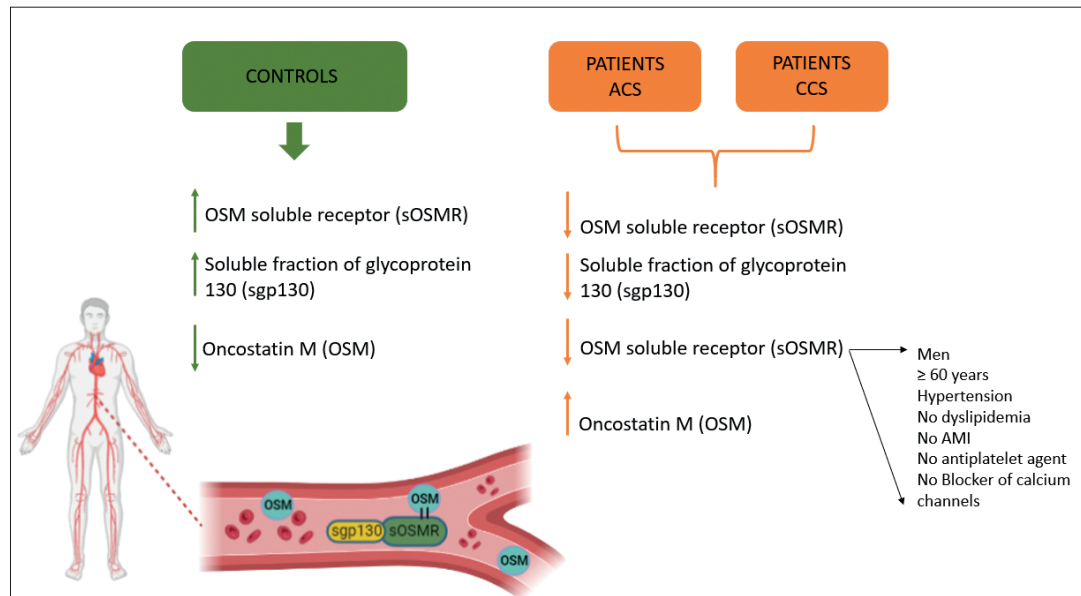 CONTROLS
PATIENTS
ACS
PATIENTS
CCS
OSM soluble receptor (sOSMR)
Soluble fraction of glycoprotein
130 (sgp130)
Oncostatin M (OSM)
OSM soluble receptor (sOSMR)
Soluble fraction of glycoprotein
130 (sgp130)
OSM soluble receptor (sOSMR)
Oncostatin M (OSM)
Men
≥ 60 years
Hypertension
No dyslipidemia
No AMI
No antiplatelet agent
No Blocker of calcium
channels
OSM
OSM
sgp130
sOSMR
OSM